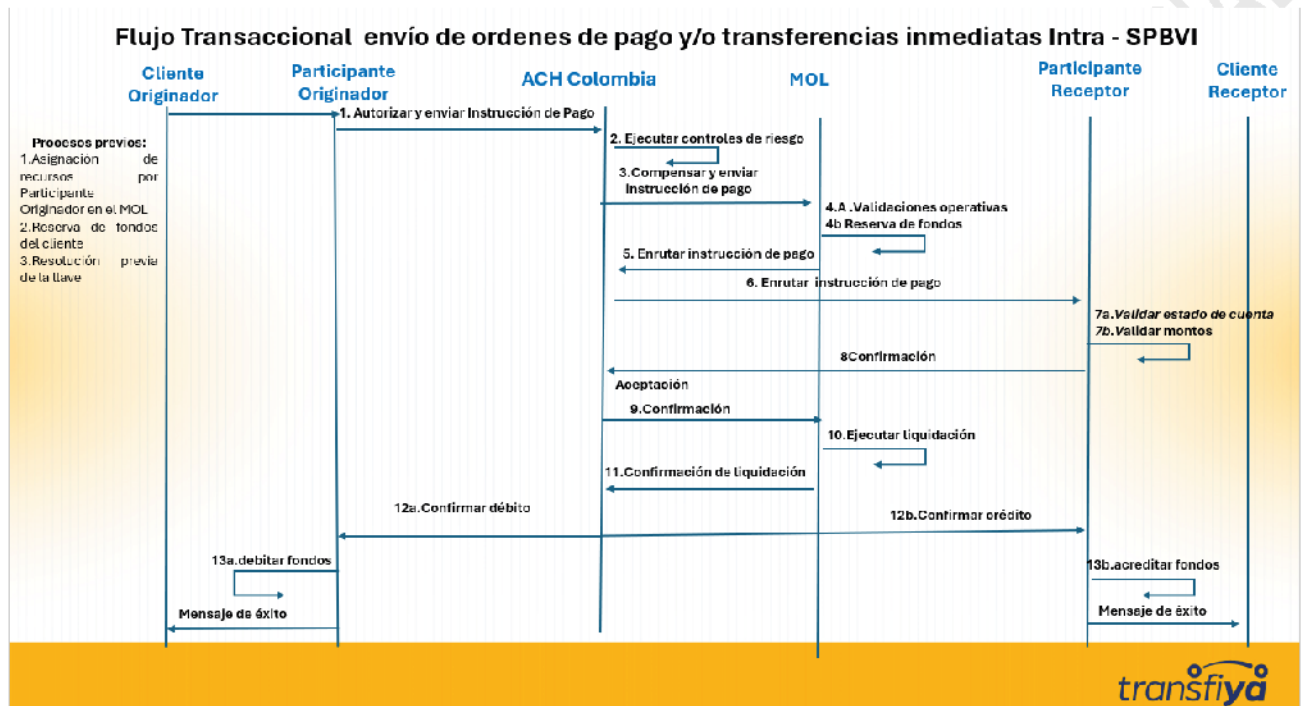 Flujo Transaccional envío de ordenes de pago y/o transferencias inmediatas Intra - SPBVI
Cliente
Originador
Participante
Originador
ACH Colombia
MOL
Participante
Receptor
Cliente
Receptor
1. Autorizar y enviar Instrucción de Pago
Procesos previos:
1.Asignación de
recursos por
Participante
Originador en el MOL
2.Reserva de fondos
del cliente
3.Resolución previa
de la llave
2. Ejecutar controles de riesgo
3.Compensar y enviar
instrucción de pago
4.A .Validaciones operativas
4b Reserva de fondos
5. Enrutar instrucción de pago
6. Enrutar instrucción de pago
7a.Validar estado de cuenta
7b.Validar montos
8Confirmación
Aceptación
9.Confirmación
10.Ejecutar liquidación
11.Confirmación de liquidación
12a.Confirmar débito
12b.Confirmar crédito
13a.debitar fondos
13b.acreditar fondos
Mensaje de éxito
Mensaje de éxito
transfiya